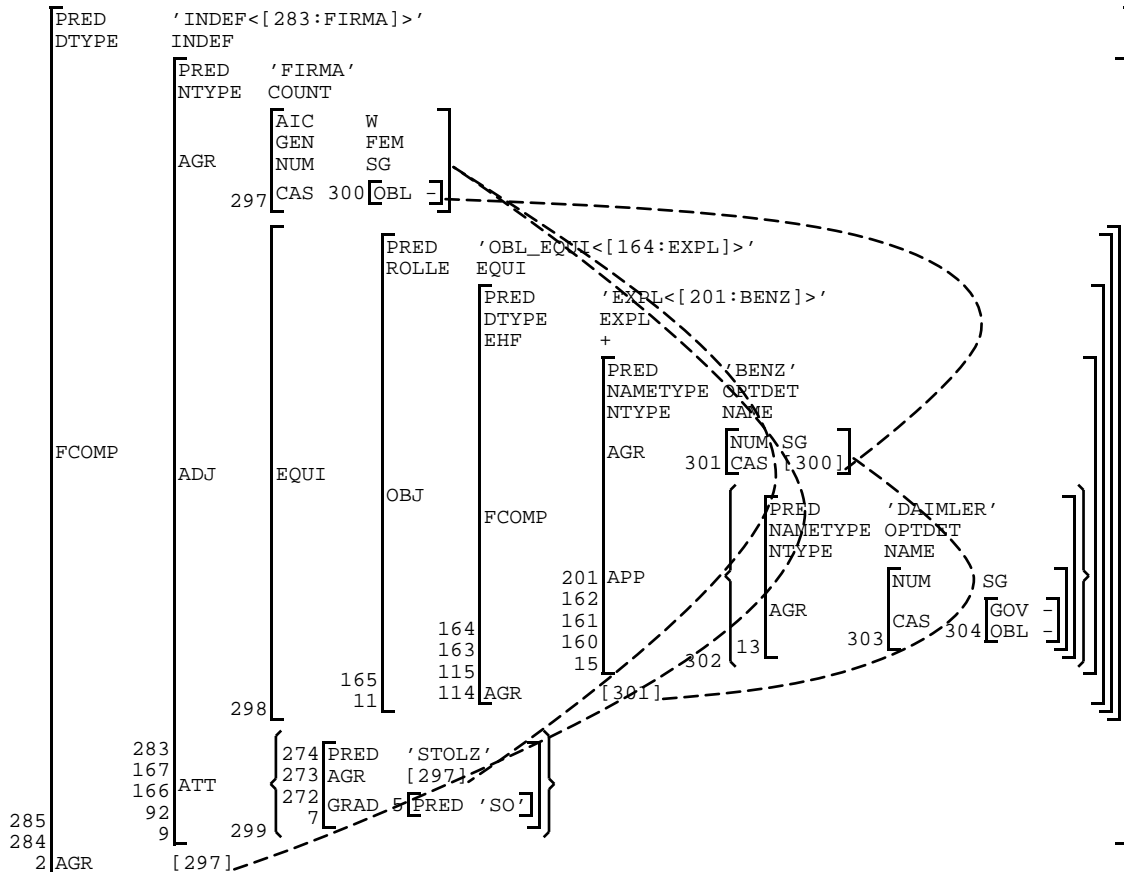 PRED 'INDEF<[283:FIRMA]>'
DTYPE INDEF
PRED 'FIRMA'
NTYPE COUNT
AIC W
GEN FEM
AGR NUM SG
297 CAS 300 OBL -
PRED 'OBL_EQUI<[164:EXPL]>'
ROLLE EQUI
PRED 'EXPL<[201:BENZ]>'
DTYPE EXPL
EHF +
PRED 'BENZ'
NAMETYPE OPTDET
NTYPE NAME
NUM SG
FCOMP AGR
301 CAS [300]
ADJ EQUI
OBJ
PRED 'DAIMLER'
FCOMP
NAMETYPE OPTDET
NTYPE NAME
201 APP NUM SG
162
161 AGR CAS 304 GOV -
164 OBL -
160 303
163 13
15 302
115
165
114 AGR [301]
11
298
283 274 PRED 'STOLZ'
167 273 AGR [297]
166 ATT
272 GRAD 5 PRED 'SO'
92 7
285 9 299
284
2 AGR [297]